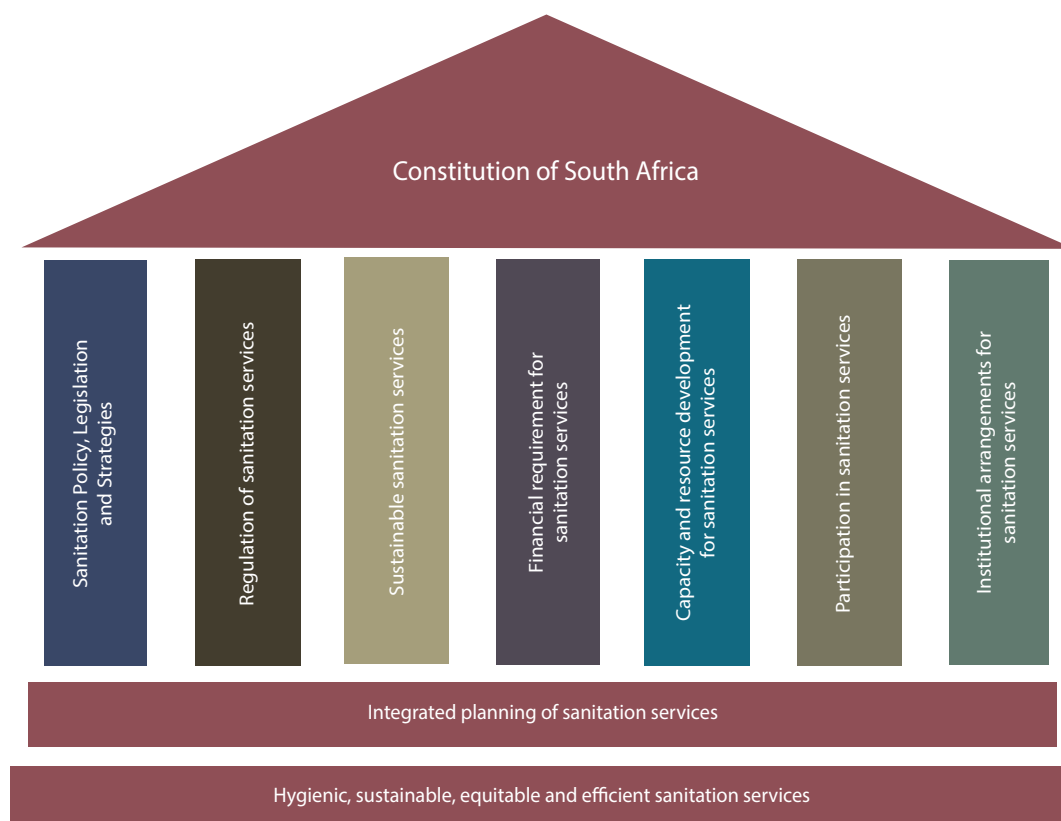 Constitution of South Africa
Sanitation Policy, Legislation
and Strategies
Regulation of sanitation services
Sustainable sanitation services
Financial requirement for
sanitation services
Capacity and resource development
for sanitation services
Participation in sanitation services
Institutional arrangements for
sanitation services
Integrated planning of sanitation services
Hygienic, sustainable, equitable and efficient sanitation services